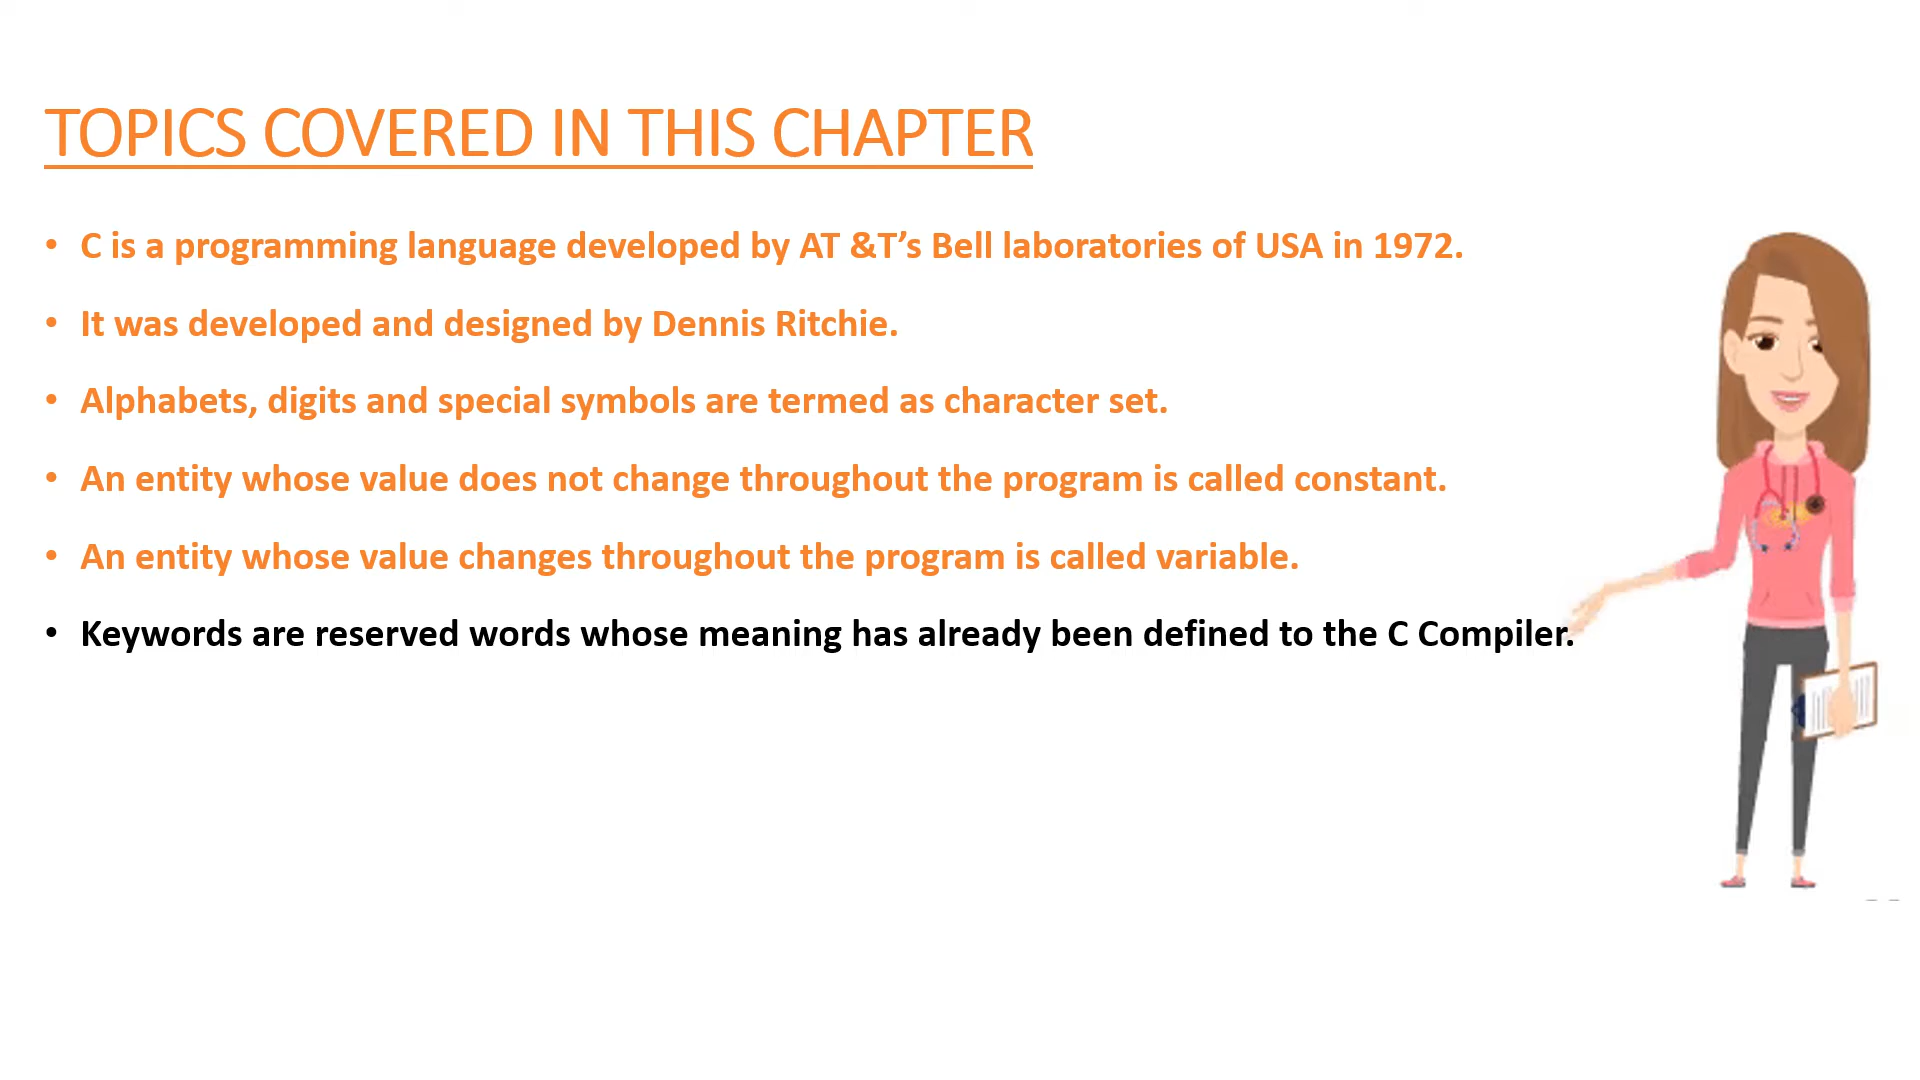 TOPICS COVERED IN THIS CHAPTER
• C is a programming language developed by AT &T’s Bell laboratories of USA in 1972.
• It was developed and designed by Dennis Ritchie.
• Alphabets, digits and special symbols are termed as character set.
• An entity whose value does not change throughout the program is called constant.
• An entity whose value changes throughout the program is called variable.
• Keywords are reserved words whose meaning has already been defined to the C Compiler.